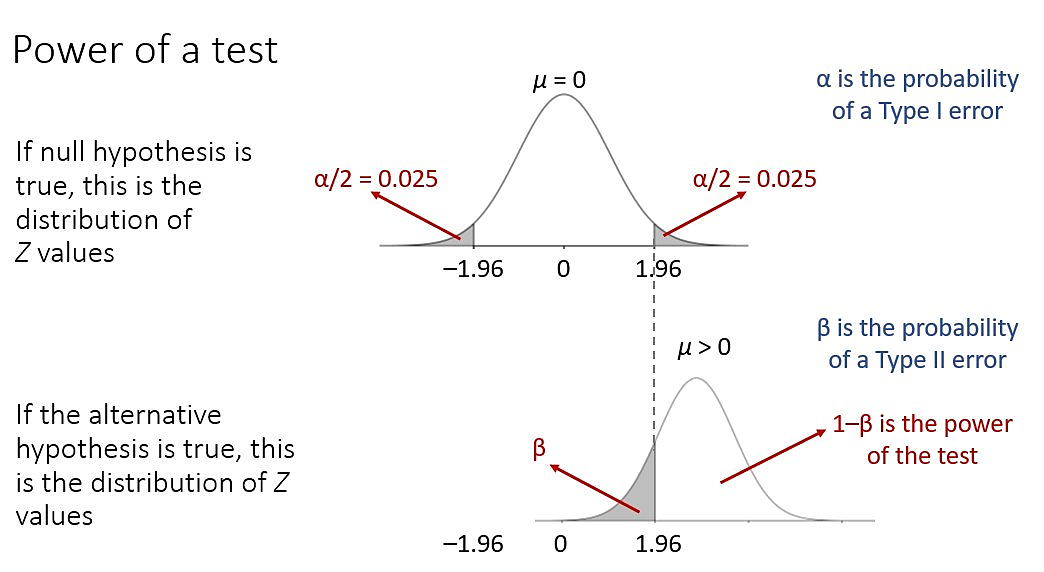 Power of a test
μ = 0
α is the probability
of a Type I error
If null hypothesis is
true, this is the
distribution of
Z values
α/2 = 0.025
α/2 = 0.025
–1.96
0
1.96
β is the probability
of a Type II error
μ > 0
If the alternative
hypothesis is true, this
is the distribution of Z
values
β
1–β is the power
of the test
–1.96
0
1.96